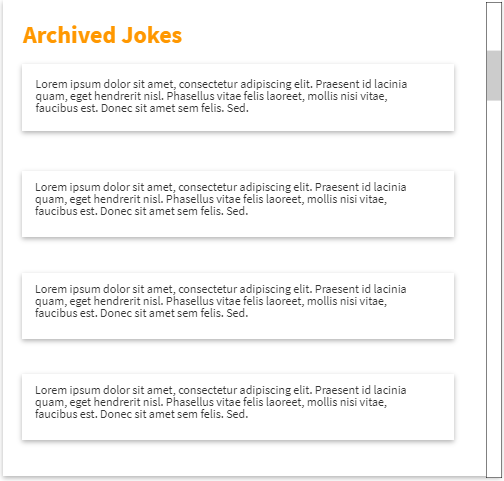 Archived Jokes
Lorem ipsum dolor sit amet, consectetur adipiscing elit. Praesent id lacinia
quam, eget hendrerit nisl. Phasellus vitae felis laoreet, mollis nisi vitae,
faucibus est. Donec sit amet sem felis. Sed.
Lorem ipsum dolor sit amet, consectetur adipiscing elit. Praesent id lacinia
quam, eget hendrerit nisl. Phasellus vitae felis laoreet, mollis nisi vitae,
faucibus est. Donec sit amet sem felis. Sed.
Lorem ipsum dolor sit amet, consectetur adipiscing elit. Praesent id lacinia
quam, eget hendrerit nisl. Phasellus vitae felis laoreet, mollis nisi vitae,
faucibus est. Donec sit amet sem felis. Sed.
Lorem ipsum dolor sit amet, consectetur adipiscing elit. Praesent id lacinia
quam, eget hendrerit nisl. Phasellus vitae felis laoreet, mollis nisi vitae,
faucibus est. Donec sit amet sem felis. Sed.